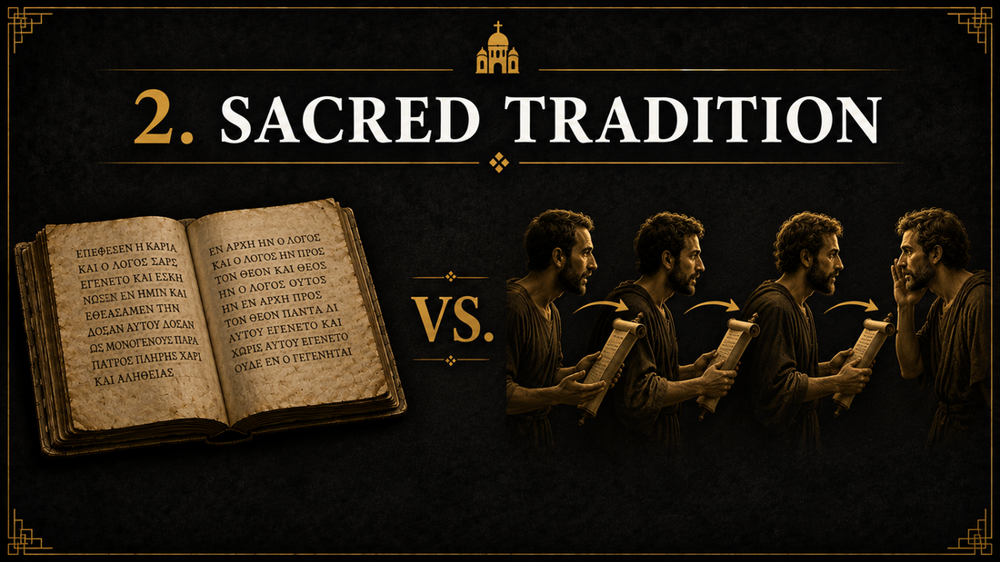 2. SACRED TRADITION
ΕΠΕΦΕΣΕΝ Η ΚΑΡΙΑ
ΚΑΙ Ο ΛΟΓΟΣ ΣΑΡΣ
ΕΓΕΝΕΤΟ ΚΑΙ ΕΣΚΗ
ΝΩΣΕΝ ΕΝ ΗΜΙΝ ΚΑΙ
ΕΘΕΑΣΑΜΕΝ ΤΗΝ
ΔΟΣΑΝ ΑΥΤΟΥ ΔΟΣΑΝ
ΩΣ ΜΟΝΟΓΕΝΟΥΣ ΠΑΡΑ
ΠΑΤΡΟΣ ΠΛΗΡΗΣ ΧΑΡΙ
ΚΑΙ ΑΛΗΘΕΙΑΣ
ΕΝ ΑΡΧΗ ΗΝ Ο ΛΟΓΟΣ
ΚΑΙ Ο ΛΟΓΟΣ ΗΝ ΠΡΟΣ
ΤΟΝ ΘΕΟΝ ΚΑΙ ΘΕΟΣ
ΗΝ Ο ΛΟΓΟΣ ΟΥΤΟΣ
ΗΝ ΕΝ ΑΡΧΗ ΠΡΟΣ
ΤΟΝ ΘΕΟΝ ΠΑΝΤΑ ΔΙ
ΑΥΤΟΥ ΕΓΕΝΕΤΟ ΚΑΙ
ΧΩΡΙΣ ΑΥΤΟΥ ΕΓΕΝΕΤΟ
ΟΥΔΕ ΕΝ Ο ΓΕΓΕΝΗΤΑΙ
VS.